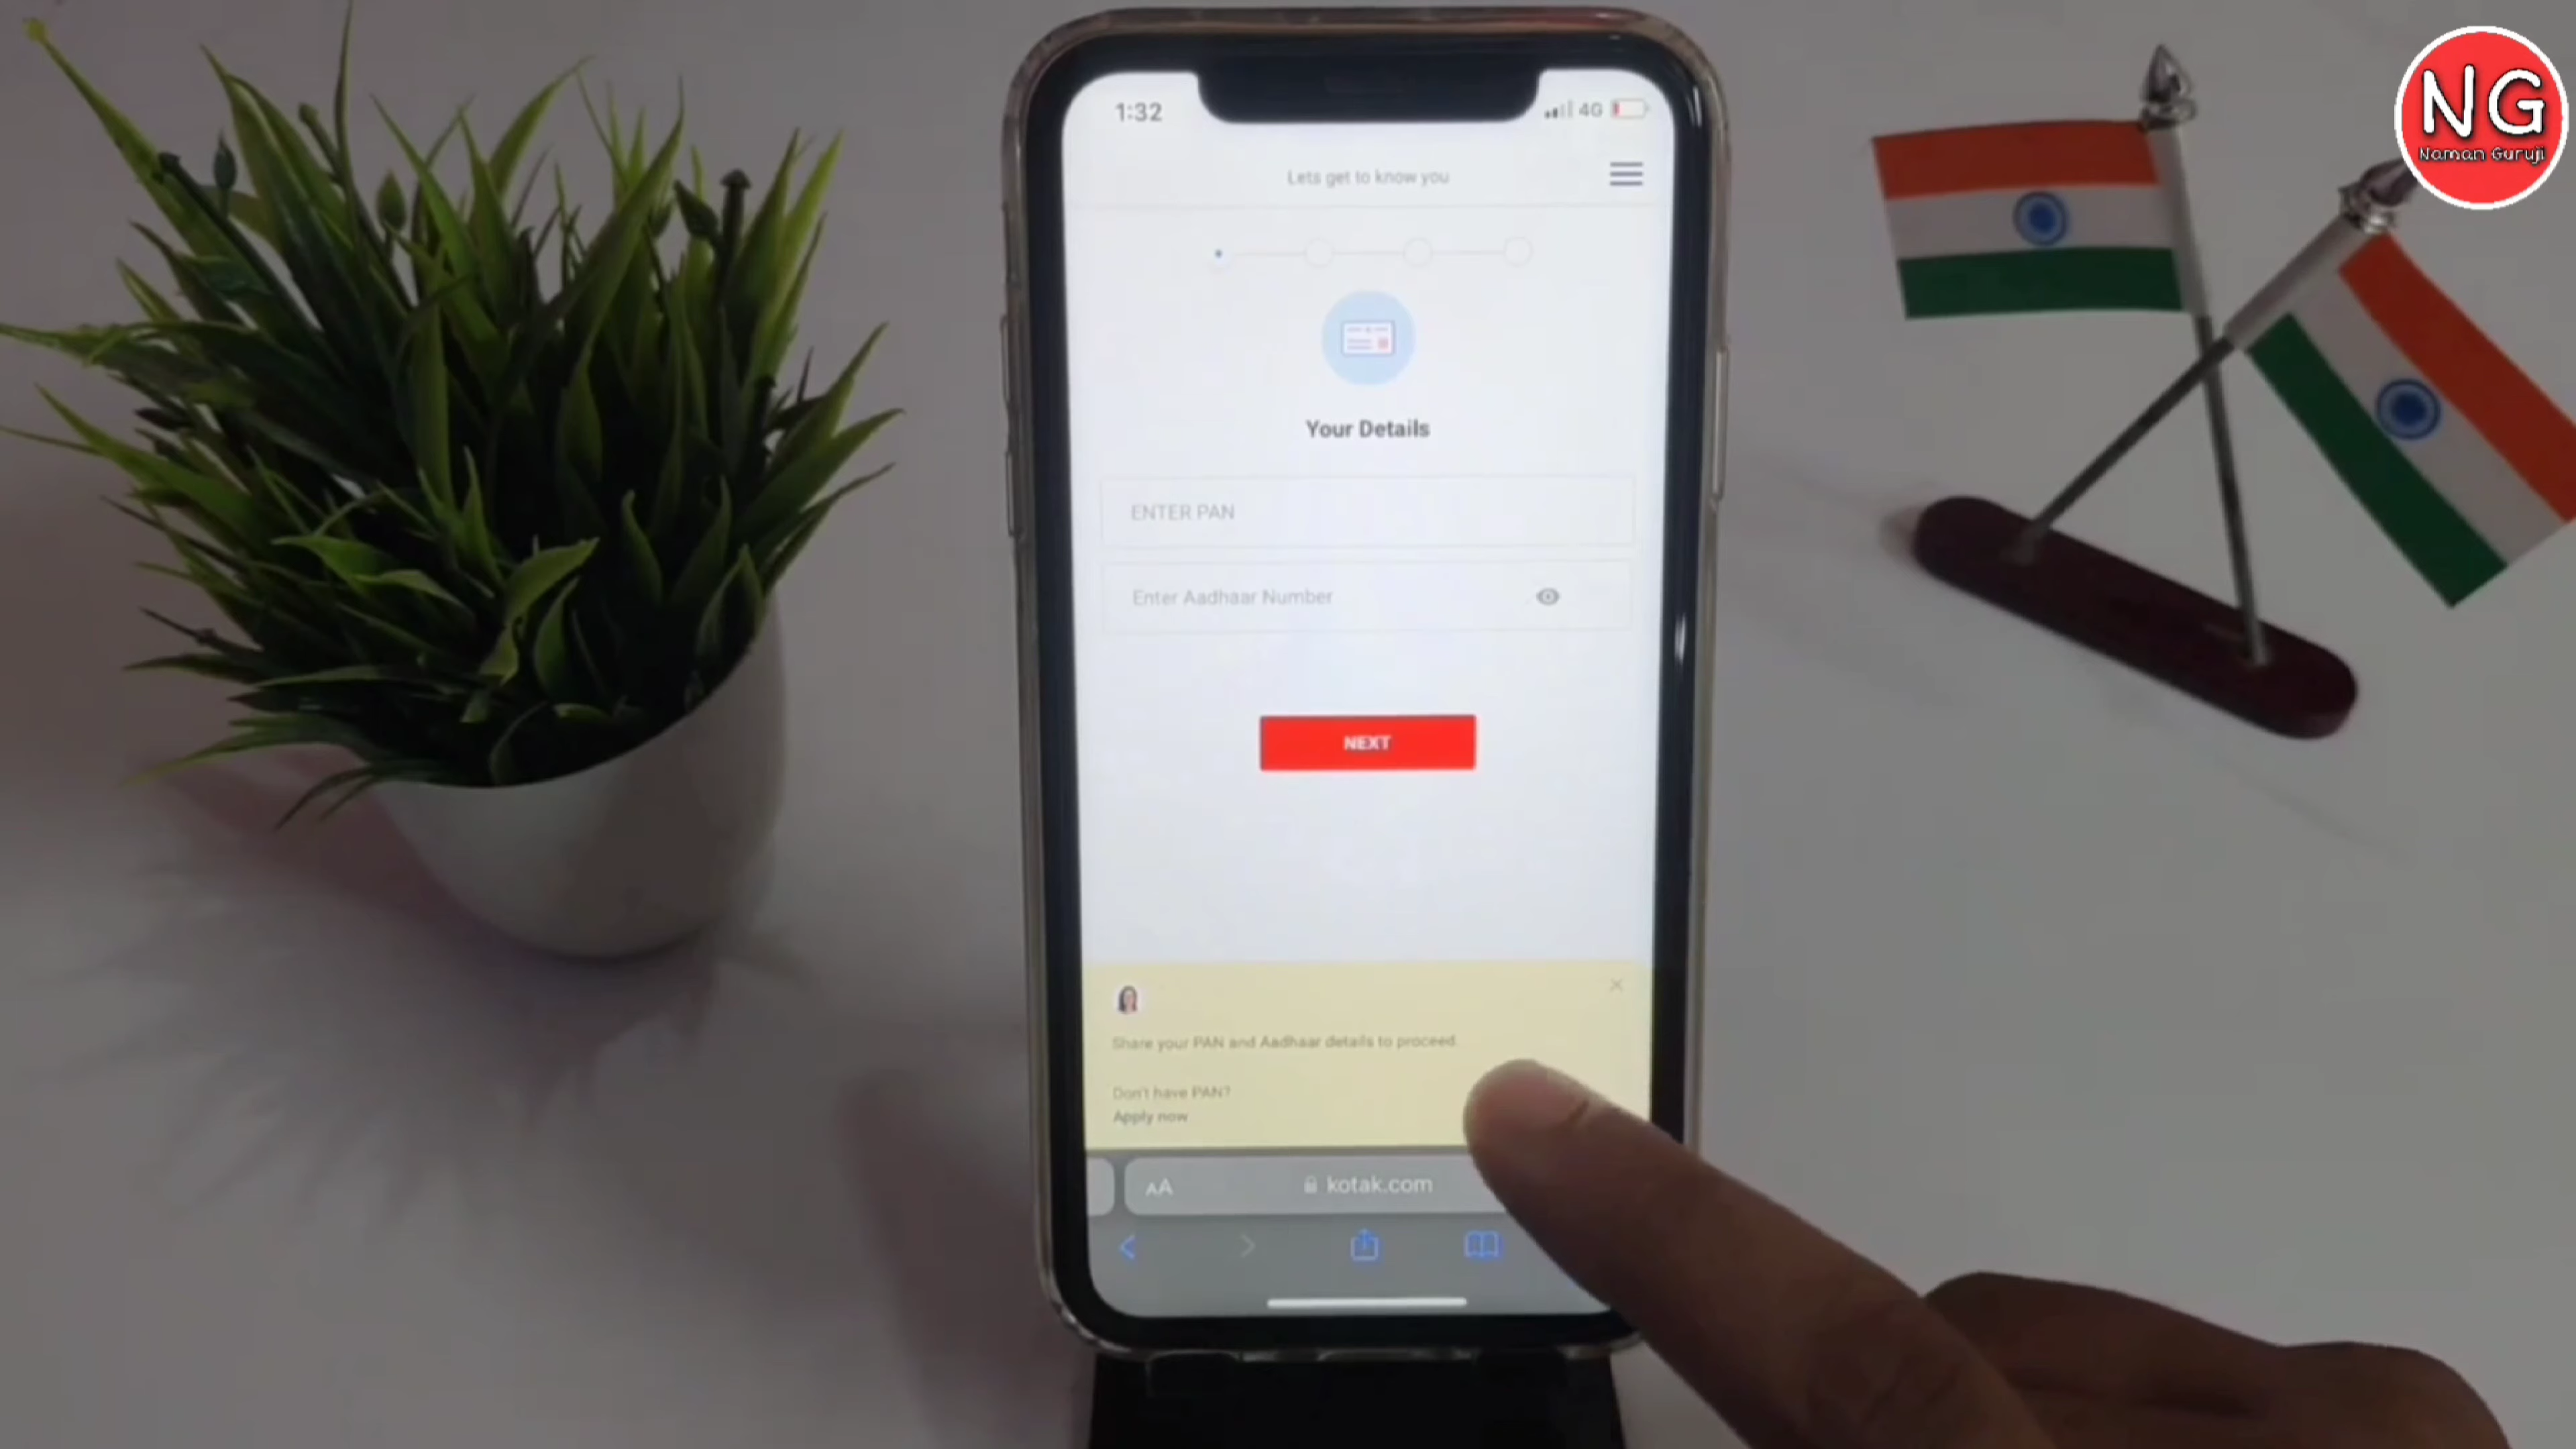 NG
Naman Guruji
1:32
4G
Lets get to know you
Your Details
ENTER PAN
Enter Aadhaar Number
NEXT
Share your PAN and Aadhaar details to proceed.
Don't have PAN?
Apply now
AA
kotak.com